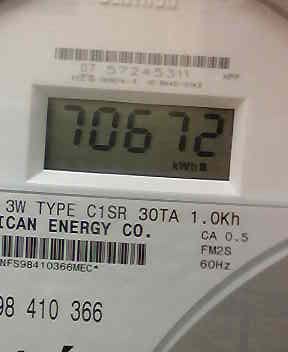 07 57245311
70672
kWh
3W TYPE C1SR 30TA 1.0Kh
ICAN ENERGY CO.
CA 0.5
FM2S
60Hz
NFS98410366MEC*
98 410 366